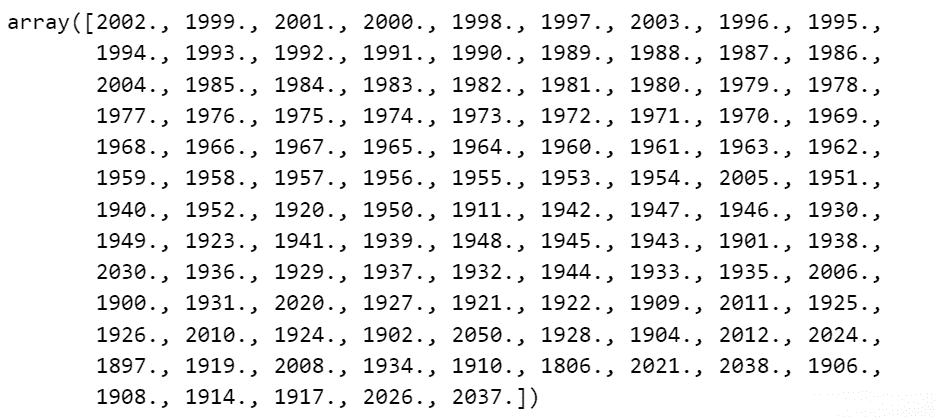 array([2002., 1999., 2001., 2000., 1998., 1997., 2003., 1996., 1995.,
1994., 1993., 1992., 1991., 1990., 1989., 1988., 1987., 1986.,
2004., 1985., 1984., 1983., 1982., 1981., 1980., 1979., 1978.,
1977., 1976., 1975., 1974., 1973., 1972., 1971., 1970., 1969.,
1968., 1966., 1967., 1965., 1964., 1960., 1961., 1963., 1962.,
1959., 1958., 1957., 1956., 1955., 1953., 1954., 2005., 1951.,
1940., 1952., 1920., 1950., 1911., 1942., 1947., 1946., 1930.,
1949., 1923., 1941., 1939., 1948., 1945., 1943., 1901., 1938.,
2030., 1936., 1929., 1937., 1932., 1944., 1933., 1935., 2006.,
1900., 1931., 2020., 1927., 1921., 1922., 1909., 2011., 1925.,
1926., 2010., 1924., 1902., 2050., 1928., 1904., 2012., 2024.,
1897., 1919., 2008., 1934., 1910., 1806., 2021., 2038., 1906.,
1908., 1914., 1917., 2026., 2037.])